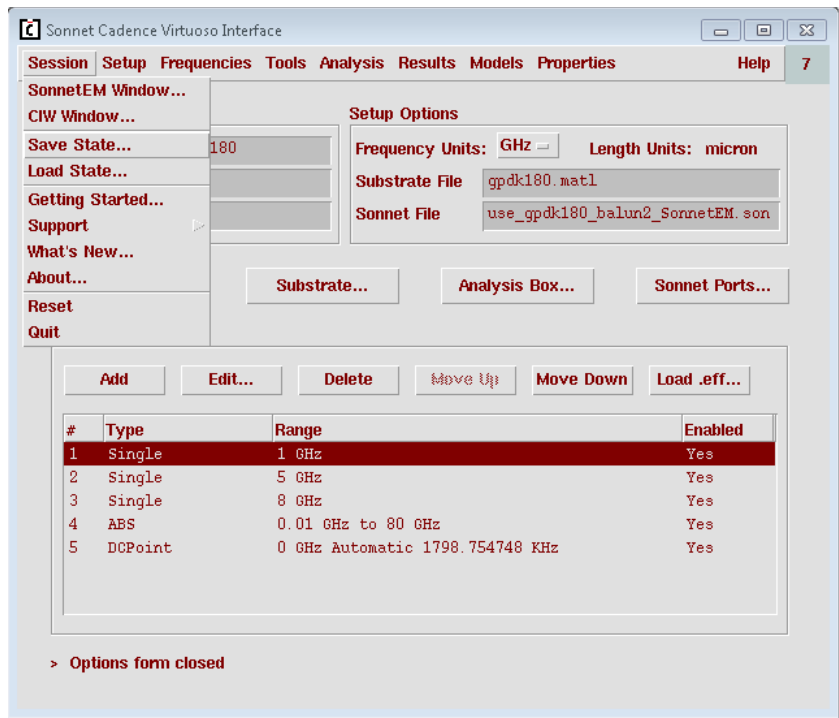 Sonnet Cadence Virtuoso Interface
Session Setup Frequencies Tools Analysis Results Models Properties Help 7
SonnetEM Window...
CIW Window...
Save State...
Load State...
Getting Started...
Support
What's New...
About...
Reset
Quit
180
Setup Options
Frequency Units: GHz Length Units: micron
Substrate File gpdk180.matl
Sonnet File use_gpdk180_balun2_SonnetEM.son
Substrate... Analysis Box... Sonnet Ports...
Add Edit... Delete Move Up Move Down Load .eff...
# Type Range Enabled
1 Single 1 GHz Yes
2 Single 5 GHz Yes
3 Single 8 GHz Yes
4 ABS 0.01 GHz to 80 GHz Yes
5 DCPoint 0 GHz Automatic 1798.754748 KHz Yes
> Options form closed